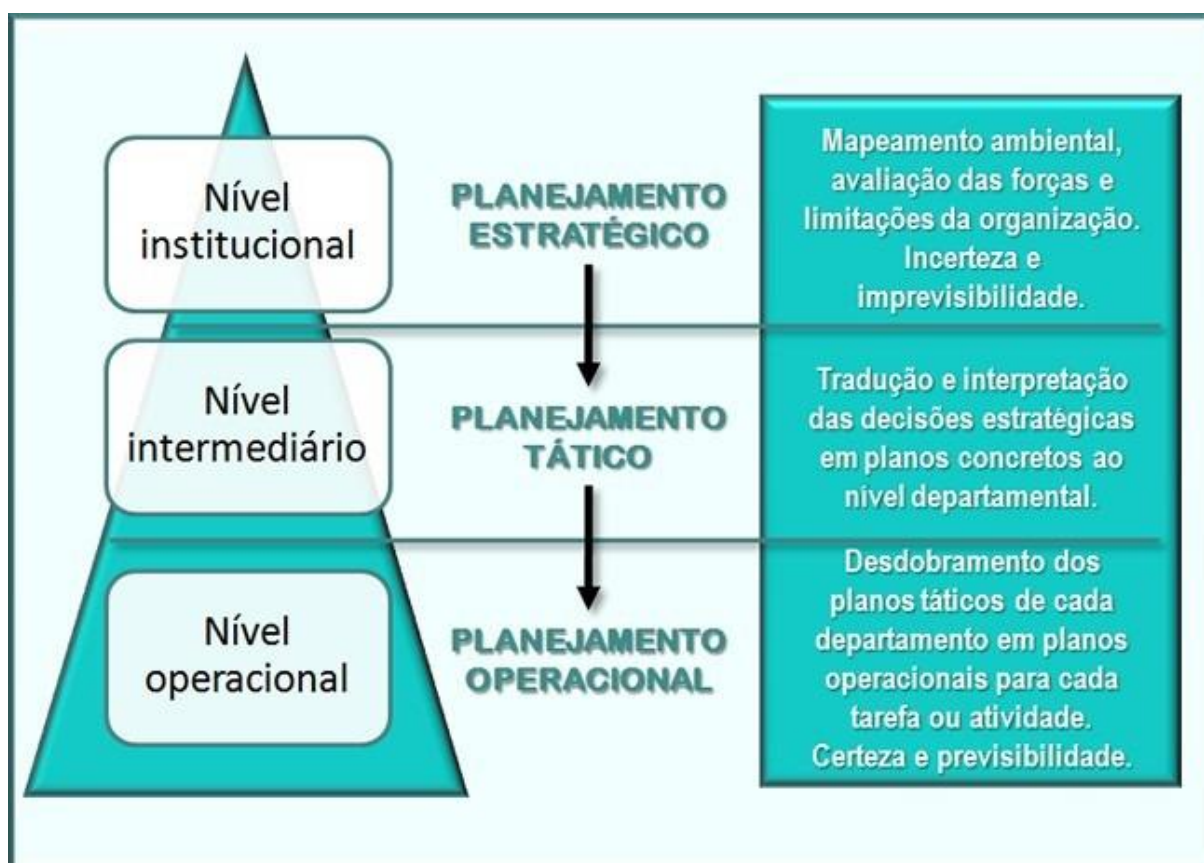 Nível
institucional
PLANEJAMENTO
ESTRATÉGICO
Mapeamento ambiental,
avaliação das forças e
limitações da organização.
Incerteza e
imprevisibilidade.
Nível
intermediário
PLANEJAMENTO
TÁTICO
Tradução e interpretação
das decisões estratégicas
em planos concretos ao
nível departamental.
Nível
operacional
PLANEJAMENTO
OPERACIONAL
Desdobramento dos
planos táticos de cada
departamento em planos
operacionais para cada
tarefa ou atividade.
Certeza e previsibilidade.